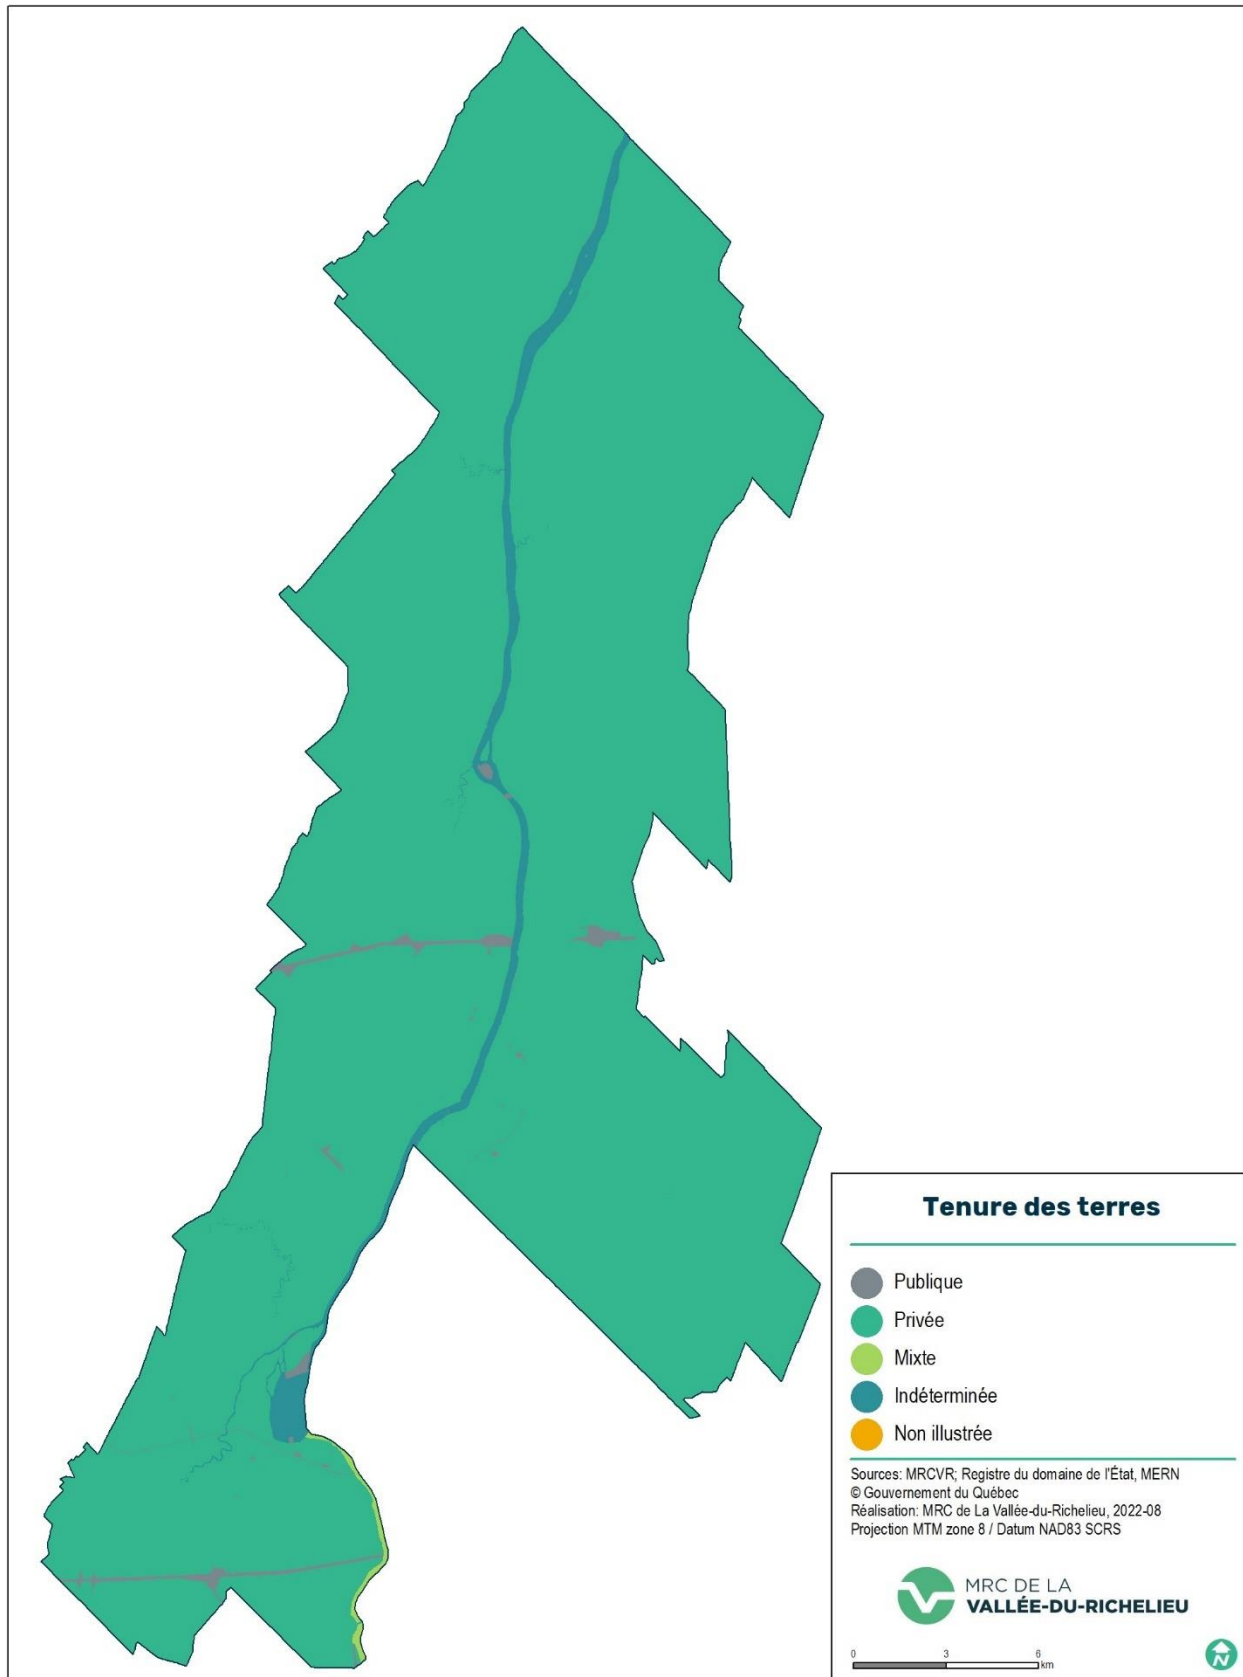 Tenure des terres
Publique
Privée
Mixte
Indéterminée
Non illustrée
Sources: MRCVR; Registre du domaine de l'État, MERN
© Gouvernement du Québec
Réalisation: MRC de La Vallée-du-Richelieu, 2022-08
Projection MTM zone 8 / Datum NAD83 SCRS
MRC DE LA
VALLÉE-DU-RICHELIEU
0 3 6
km
N